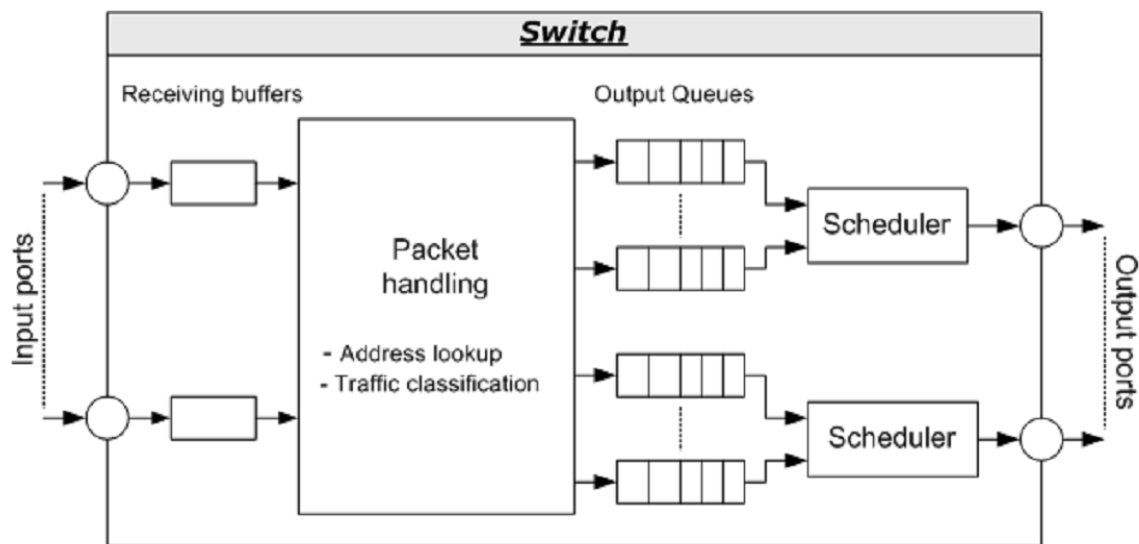 Switch
Receiving buffers
Output Queues
Input ports
Packet
handling
- Address lookup
- Traffic classification
Scheduler
Scheduler
Output ports